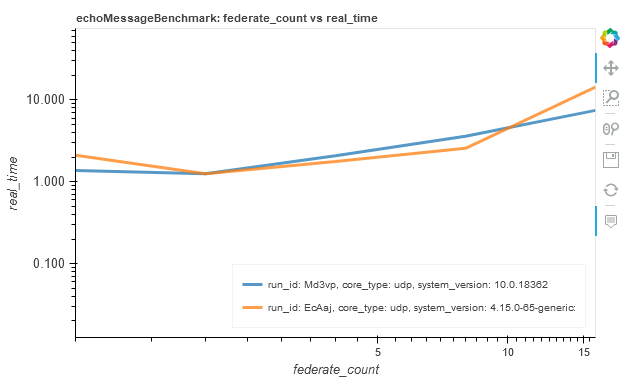 echoMessageBenchmark: federate_count vs real_time
10.000
1.000
0.100
real_time
run_id: Md3vp, core_type: udp, system_version: 10.0.18362
run_id: EcAaj, core_type: udp, system_version: 4.15.0-65-generic:
5
10
15
federate_count